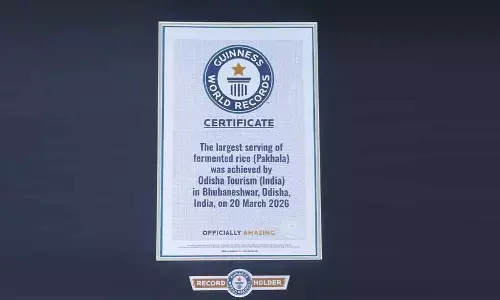 GUINNESS
WORLD RECORDS
CERTIFICATE
The largest serving of
fermented rice (Pakhala)
was achieved by
Odisha Tourism (India)
in Bhubaneshwar, Odisha,
India, on 20 March 2026
OFFICIALLY AMAZING
RECORD HOLDER